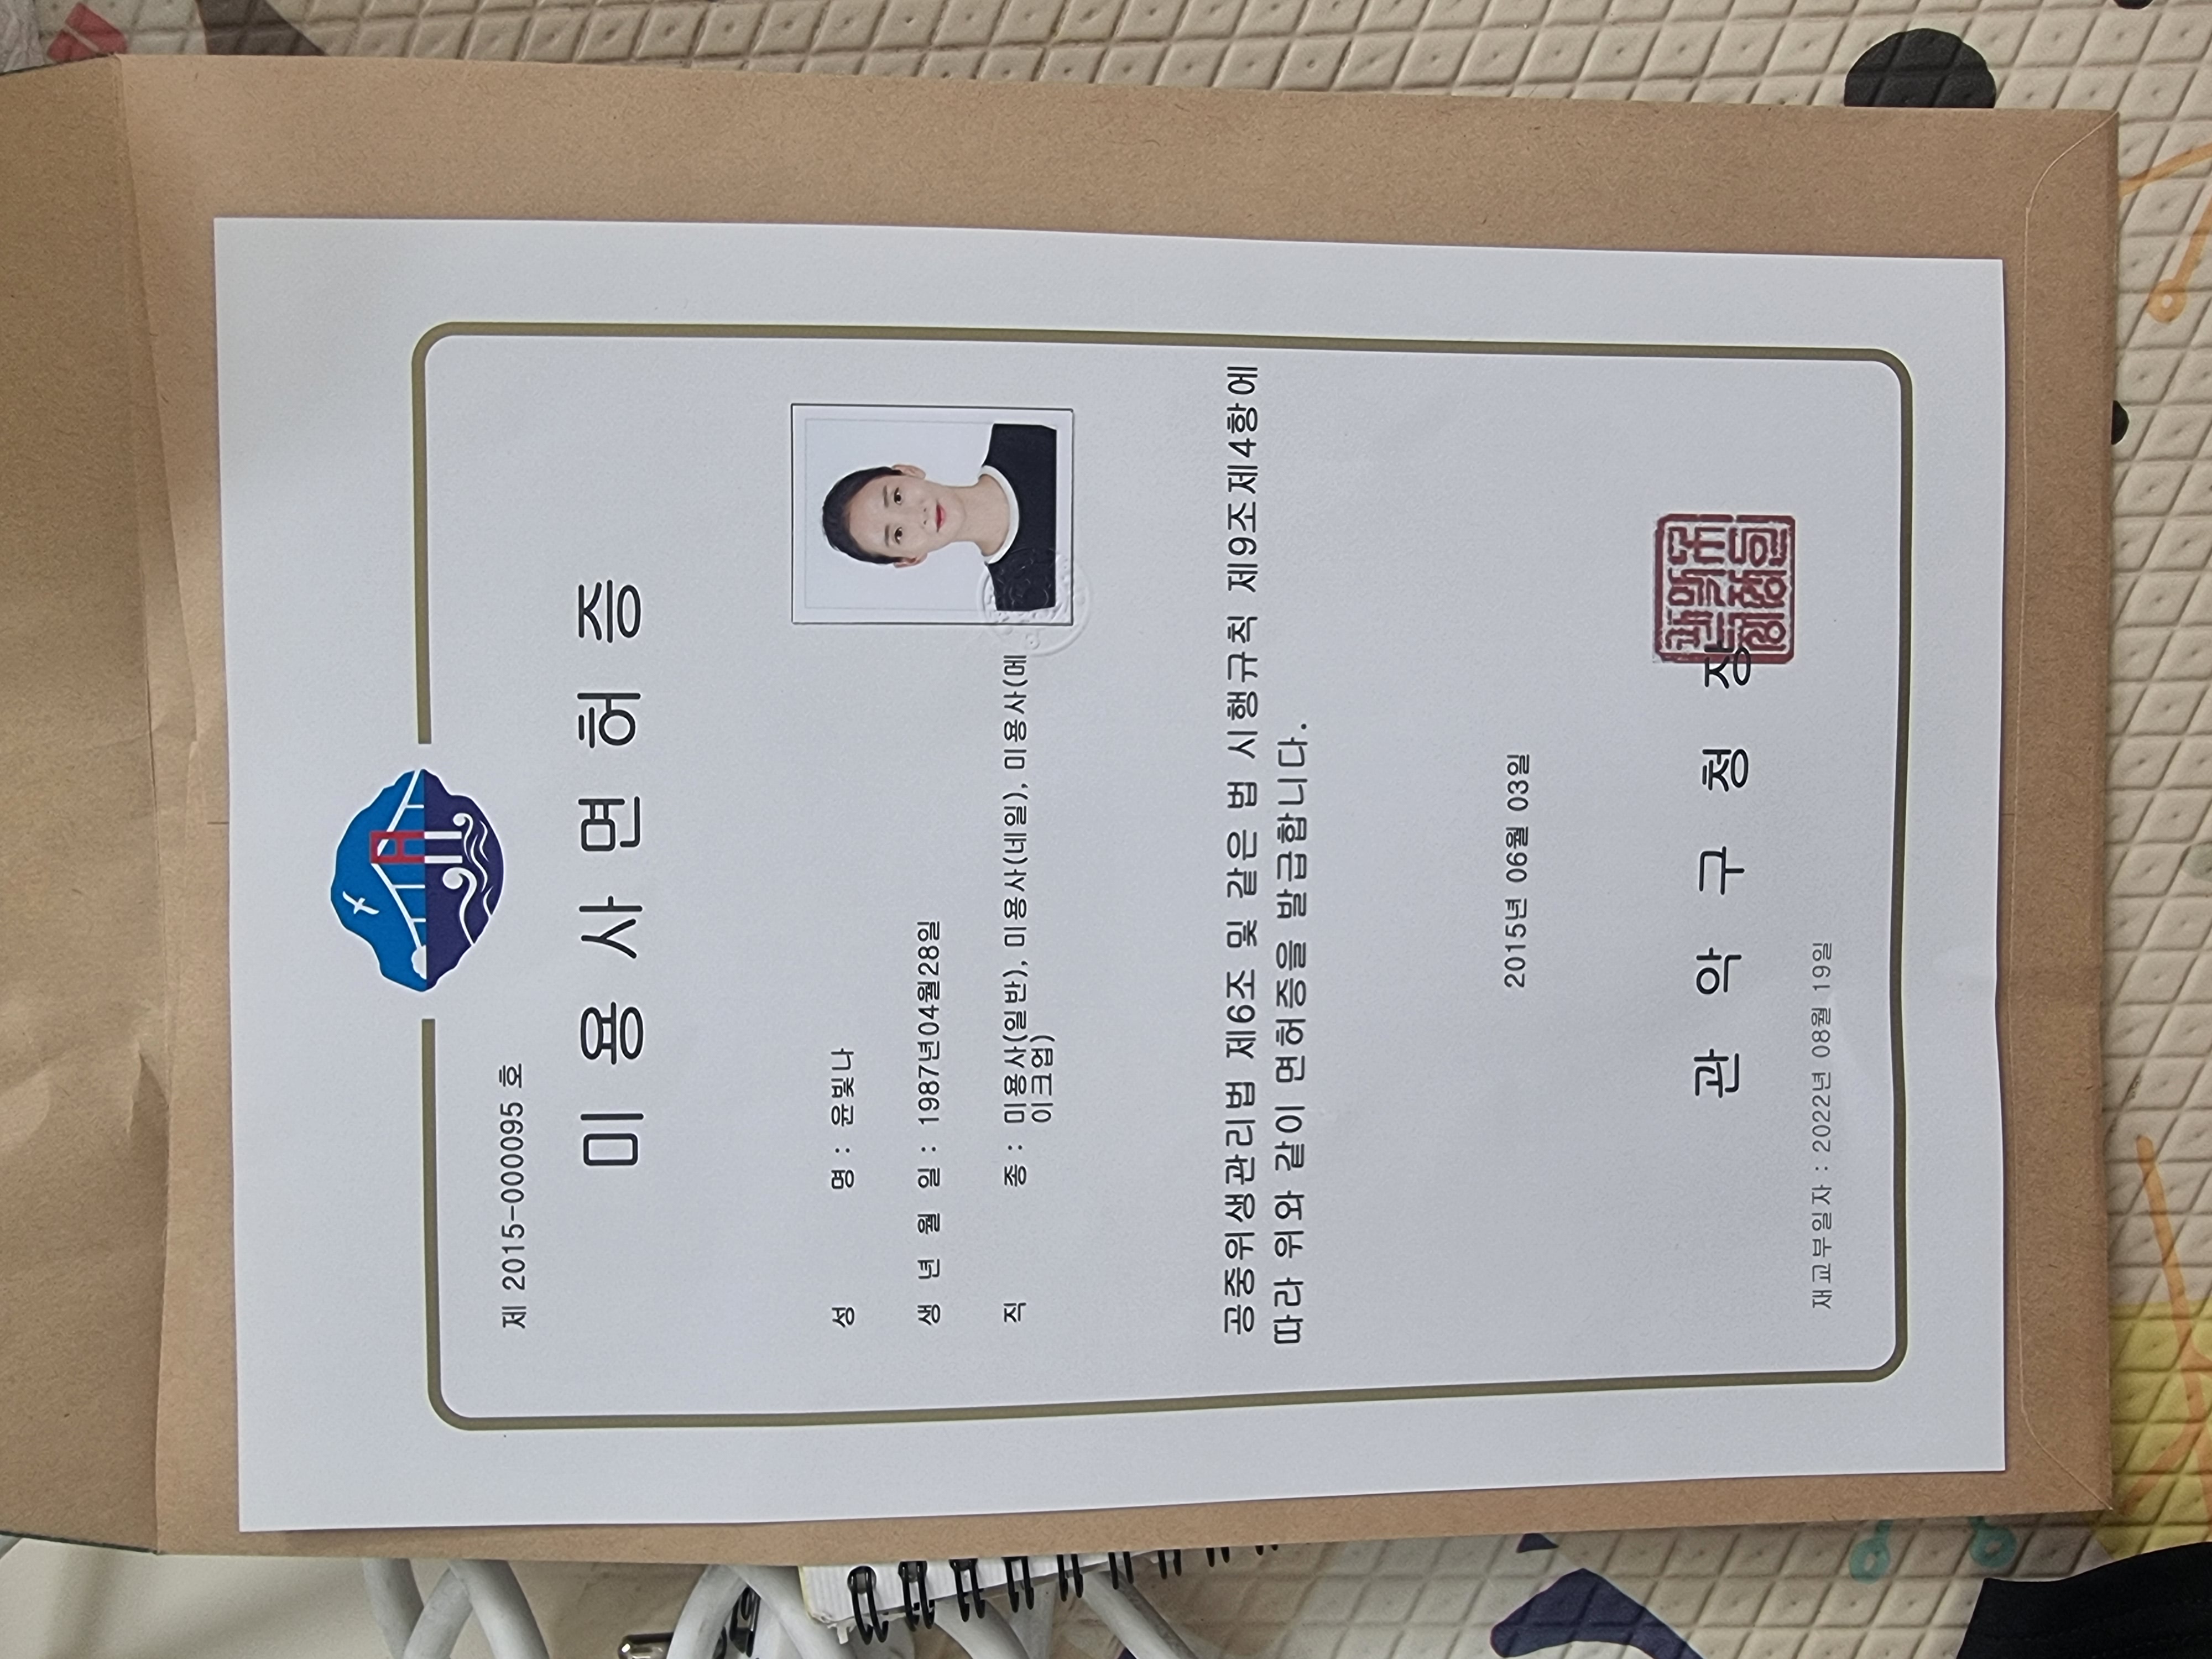 제 2015-000095 호
미 용 사 면 허 증
성 명 : 윤빛나
생 년 월 일 : 1987년04월28일
직 종 : 미용사(일반), 미용사(네일), 미용사(메
이크업)
공중위생관리법 제6조 및 같은 법 시행규칙 제9조제4항에
따라 위와 같이 면허증을 발급합니다.
2015년 06월 03일
관 악 구 청 장
재교부일자 : 2022년 08월 19일